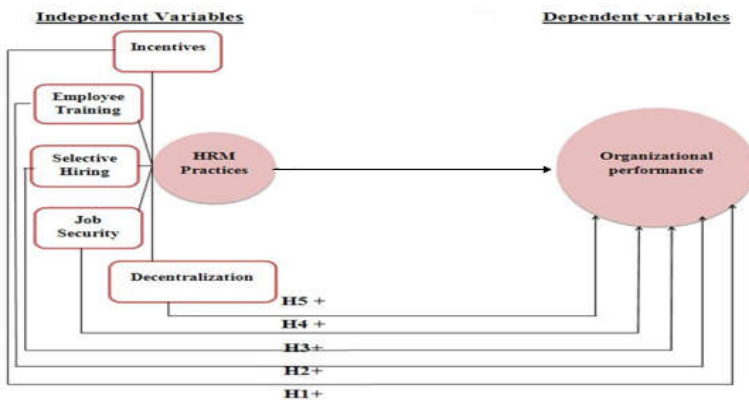 Independent Variables
Dependent variables
Incentives
Employee
Training
Selective
Hiring
Job
Security
Decentralization
HRM
Practices
Organizational
performance
H5 +
H4 +
H3+
H2+
H1+